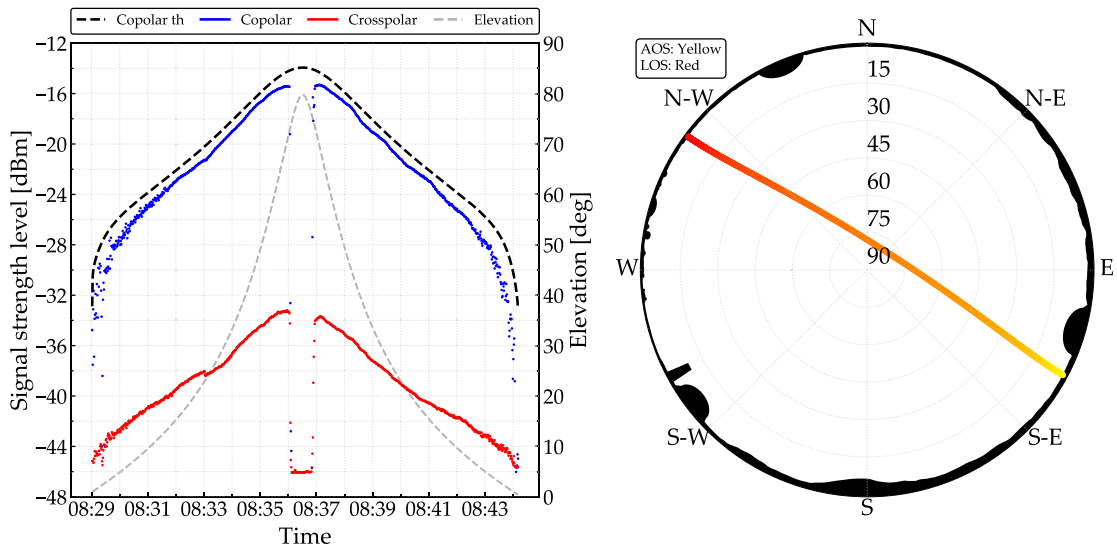 Copolar th Copolar Crosspolar Elevation
−12
−16
−20
−24
−28
−32
−36
−40
−44
−48
Signal strength level [dBm]
90
80
70
60
50
40
30
20
10
0
Elevation [deg]
08:29 08:31 08:33 08:35 08:37 08:39 08:41 08:43
Time
AOS: Yellow
LOS: Red
N
N-E
E
S-E
S
S-W
W
N-W
15
30
45
60
75
90